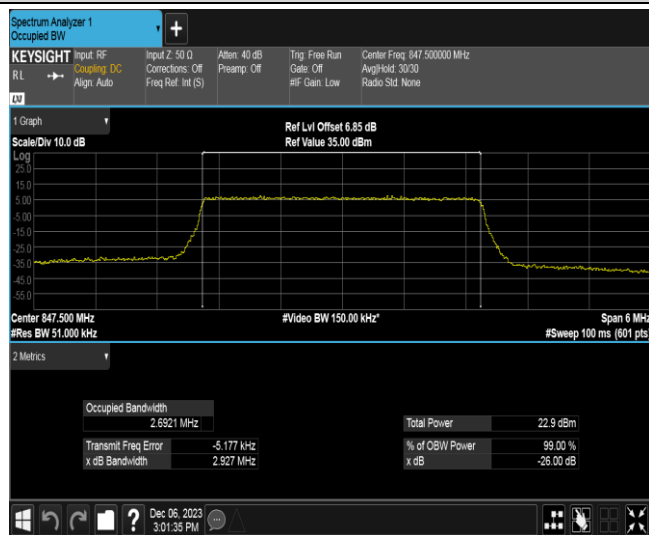 Spectrum Analyzer 1
Occupied BW
+
KEYSIGHT Input: RF Input Z: 50 Ω Atten: 40 dB Trig: Free Run Center Freq: 847.500000 MHz
RL Coupling: DC Corrections: Off Preamp: Off Gate: Off Avg|Hold: 30/30
Align: Auto Freq Ref: Int (S) #IF Gain: Low Radio Std: None
LXI
1 Graph
Ref Lvl Offset 6.85 dB
Scale/Div 10.0 dB Ref Value 35.00 dBm
Log
25.0
15.0
5.00
-5.00
-15.0
-25.0
-35.0
-45.0
-55.0
Center 847.500 MHz #Video BW 150.00 kHz* Span 6 MHz
#Res BW 51.000 kHz #Sweep 100 ms (601 pts)
2 Metrics
Occupied Bandwidth
2.6921 MHz Total Power 22.9 dBm
Transmit Freq Error -5.177 kHz % of OBW Power 99.00 %
x dB Bandwidth 2.927 MHz x dB -26.00 dB
? Dec 06, 2023
3:01:35 PM